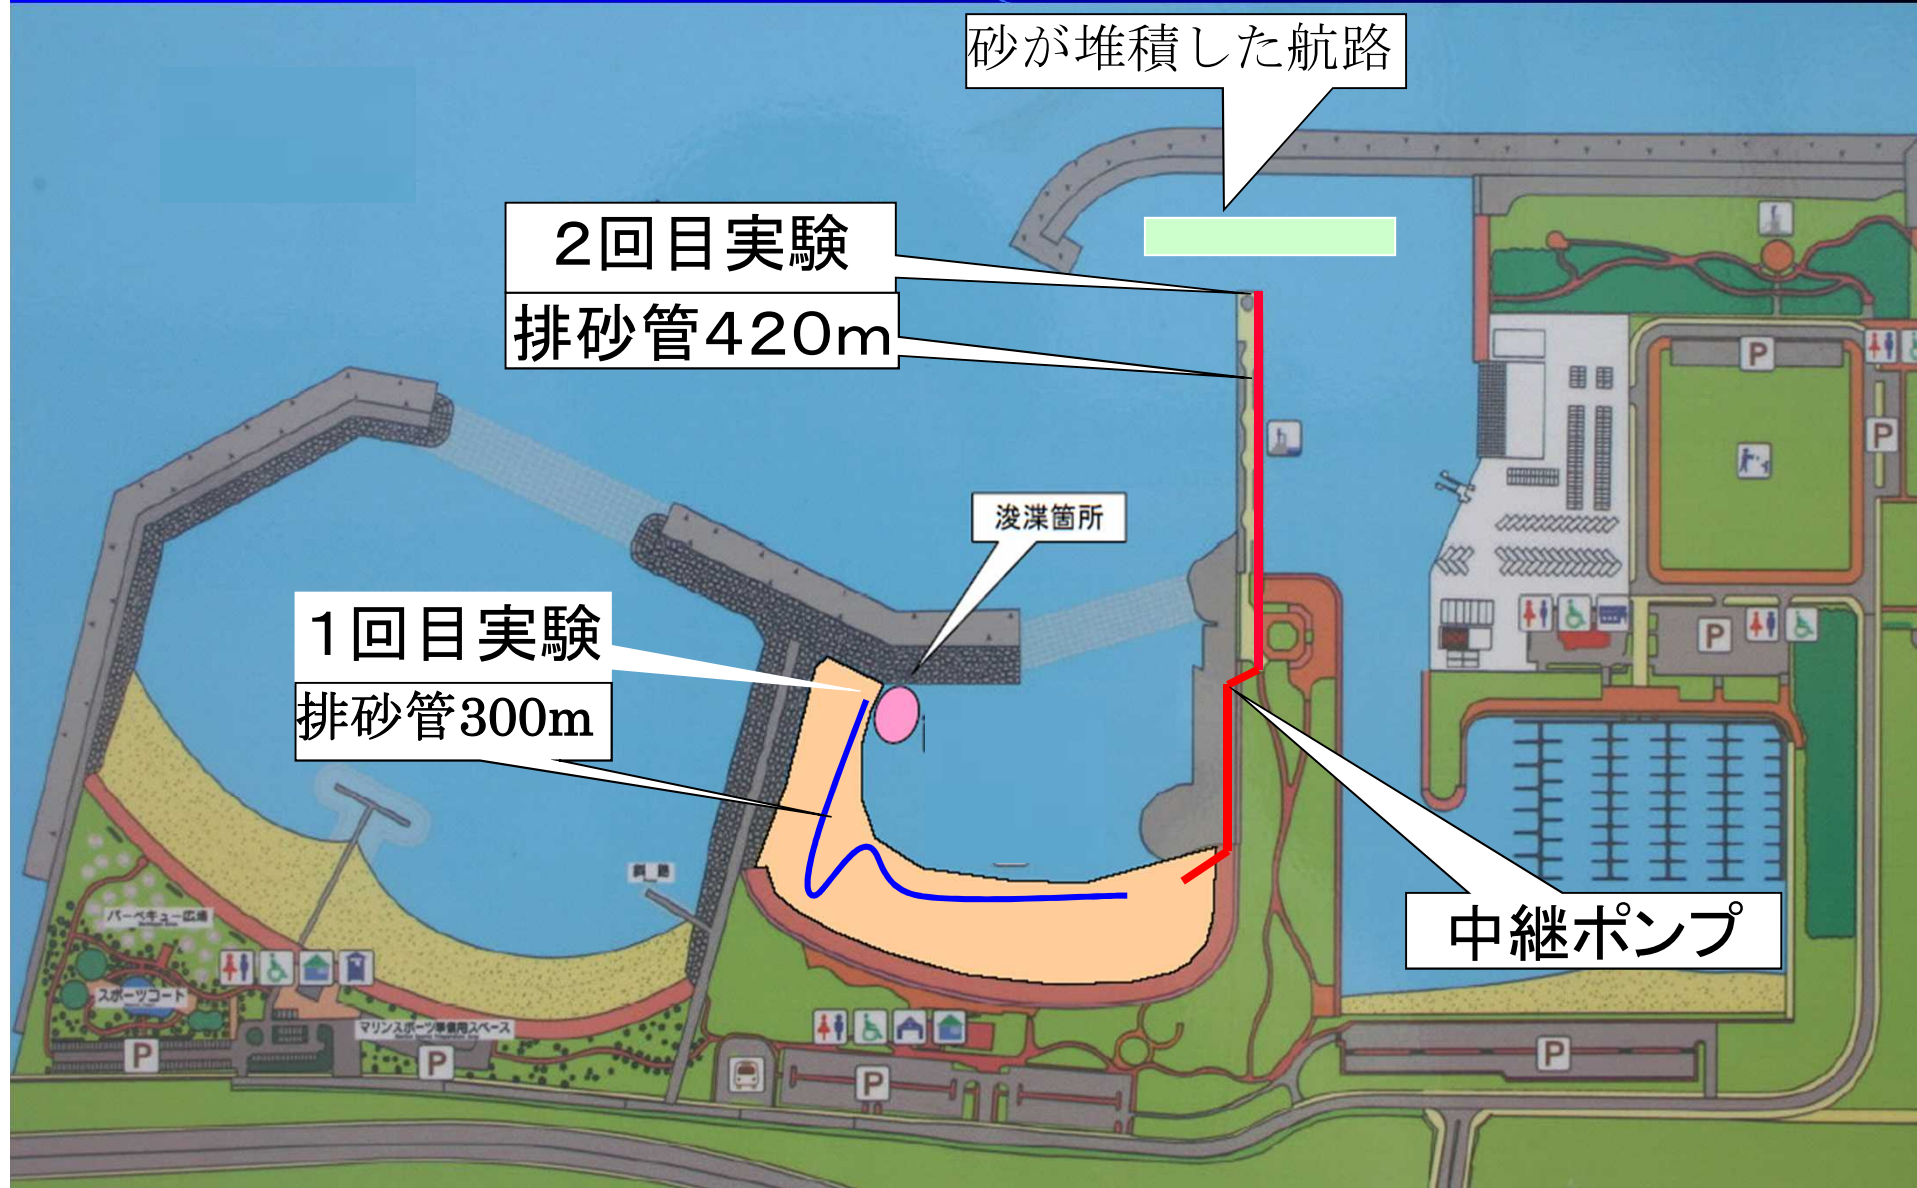 砂が堆積した航路
２回目実験
排砂管４２０ｍ
浚渫箇所
１回目実験
排砂管300m
中継ポンプ
斜 路
バーベキュー広場
スポーツコート
マリンスポーツ準備用スペース
P
P
P
P
P
P
P